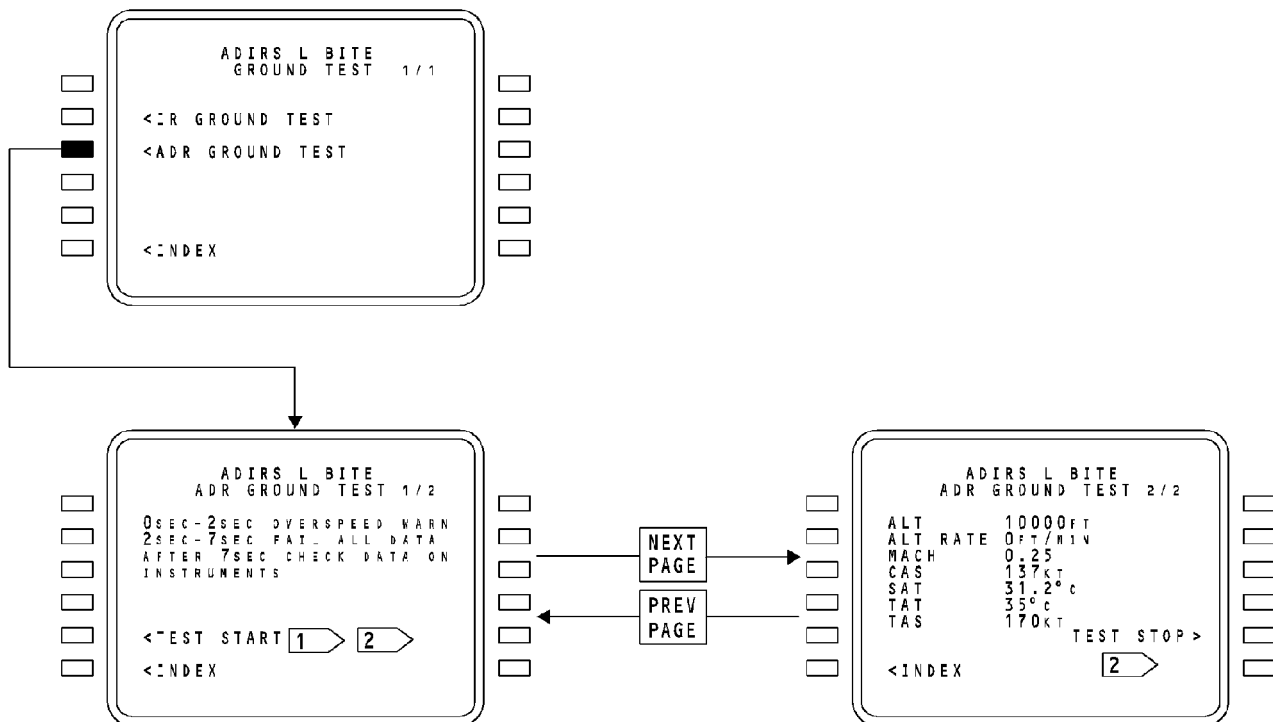 ADIRS L BITE
GROUND TEST 1/1
<IR GROUND TEST
<ADR GROUND TEST
<INDEX
ADIRS L BITE
ADR GROUND TEST 1/2
0SEC-2SEC OVERSPEED WARN
2SEC-7SEC FAIL ALL DATA
AFTER 7SEC CHECK DATA ON
INSTRUMENTS
<TEST START 1 2
<INDEX
NEXT
PAGE
PREV
PAGE
ADIRS L BITE
ADR GROUND TEST 2/2
ALT 10000FT
ALT RATE 0FT/MIN
MACH 0.25
CAS 137KT
SAT 31.2°C
TAT 35°C
TAS 170KT
TEST STOP>
<INDEX 2